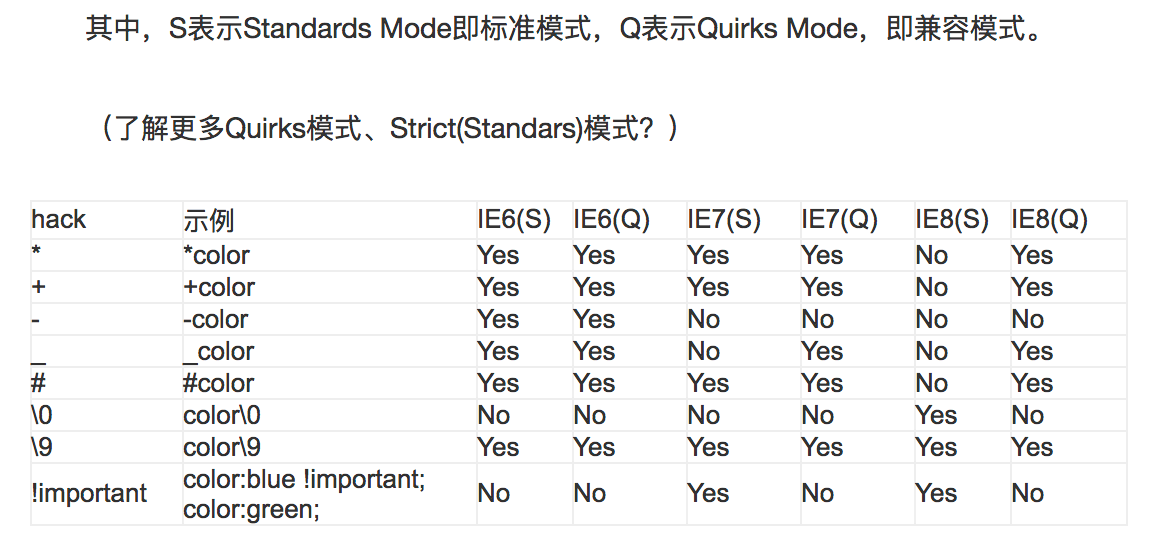 其中，S表示Standards Mode即标准模式，Q表示Quirks Mode，即兼容模式。
（了解更多Quirks模式、Strict(Standars)模式？）
hack 示例 IE6(S) IE6(Q) IE7(S) IE7(Q) IE8(S) IE8(Q)
* *color Yes Yes Yes Yes No Yes
+ +color Yes Yes Yes Yes No Yes
- -color Yes Yes No No No No
_ _color Yes Yes No Yes No Yes
# #color Yes Yes Yes Yes No Yes
\0 color\0 No No No No Yes No
\9 color\9 Yes Yes Yes Yes Yes Yes
!important color:blue !important; No No Yes No Yes No
color:green;